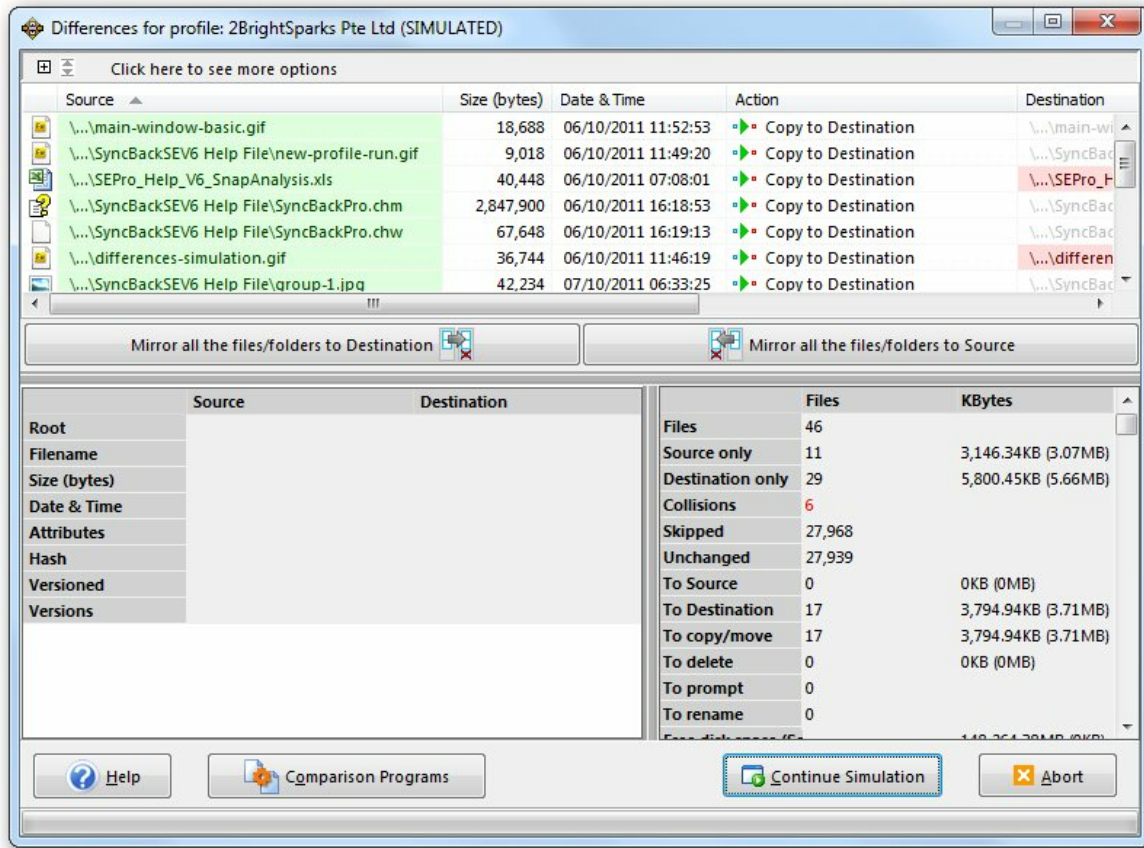 Differences for profile: 2BrightSparks Pte Ltd (SIMULATED)
Click here to see more options
Source Size (bytes) Date & Time Action Destination
\...\main-window-basic.gif 18,688 06/10/2011 11:52:53 Copy to Destination \...\main-wi
\...\SyncBackSEV6 Help File\new-profile-run.gif 9,018 06/10/2011 11:49:20 Copy to Destination \...\SyncBac
\...\SEPro_Help_V6_SnapAnalysis.xls 40,448 06/10/2011 07:08:01 Copy to Destination \...\SEPro_H
\...\SyncBackSEV6 Help File\SyncBackPro.chm 2,847,900 06/10/2011 16:18:53 Copy to Destination \...\SyncBac
\...\SyncBackSEV6 Help File\SyncBackPro.chw 67,648 06/10/2011 16:19:13 Copy to Destination \...\SyncBac
\...\differences-simulation.gif 36,744 06/10/2011 11:46:19 Copy to Destination \...\differen
\...\SyncBackSEV6 Help File\group-1.jpg 42,234 07/10/2011 06:33:25 Copy to Destination \...\SyncBac
Mirror all the files/folders to Destination Mirror all the files/folders to Source
Source Destination
Root
Filename
Size (bytes)
Date & Time
Attributes
Hash
Versioned
Versions
Files KBytes
Files 46
Source only 11 3,146.34KB (3.07MB)
Destination only 29 5,800.45KB (5.66MB)
Collisions 6
Skipped 27,968
Unchanged 27,939
To Source 0 0KB (0MB)
To Destination 17 3,794.94KB (3.71MB)
To copy/move 17 3,794.94KB (3.71MB)
To delete 0 0KB (0MB)
To prompt 0
To rename 0
Help Comparison Programs Continue Simulation Abort